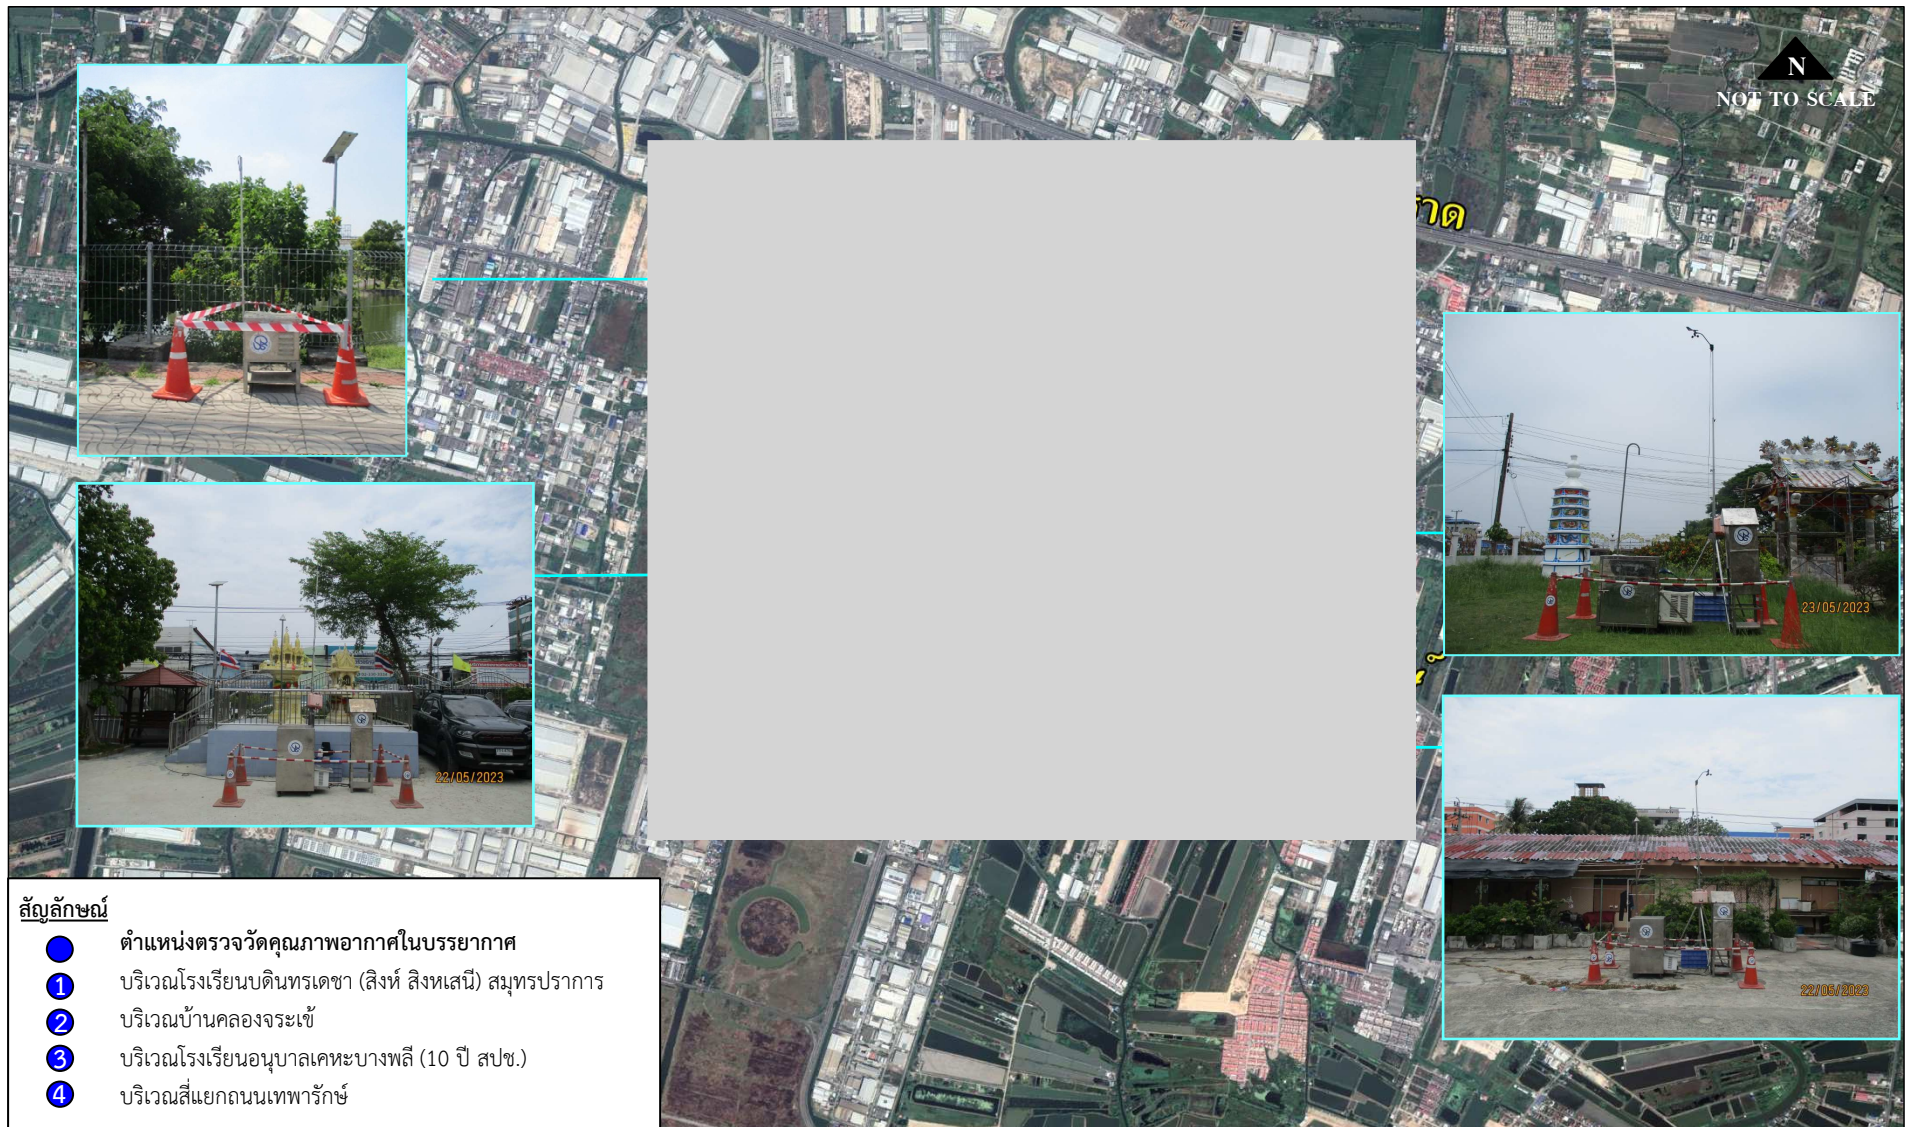 N
NOT TO SCALE
23/05/2023
22/05/2023
22/05/2023
สัญลักษณ์
ตำแหน่งตรวจวัดคุณภาพอากาศในบรรยากาศ
1 บริเวณโรงเรียนบดินทรเดชา (สิงห์ สิงหเสนี) สมุทรปราการ
2 บริเวณบ้านคลองจระเข้
3 บริเวณโรงเรียนอนุบาลเคหะบางพลี (10 ปี สปช.)
4 บริเวณสี่แยกถนนเทพารักษ์